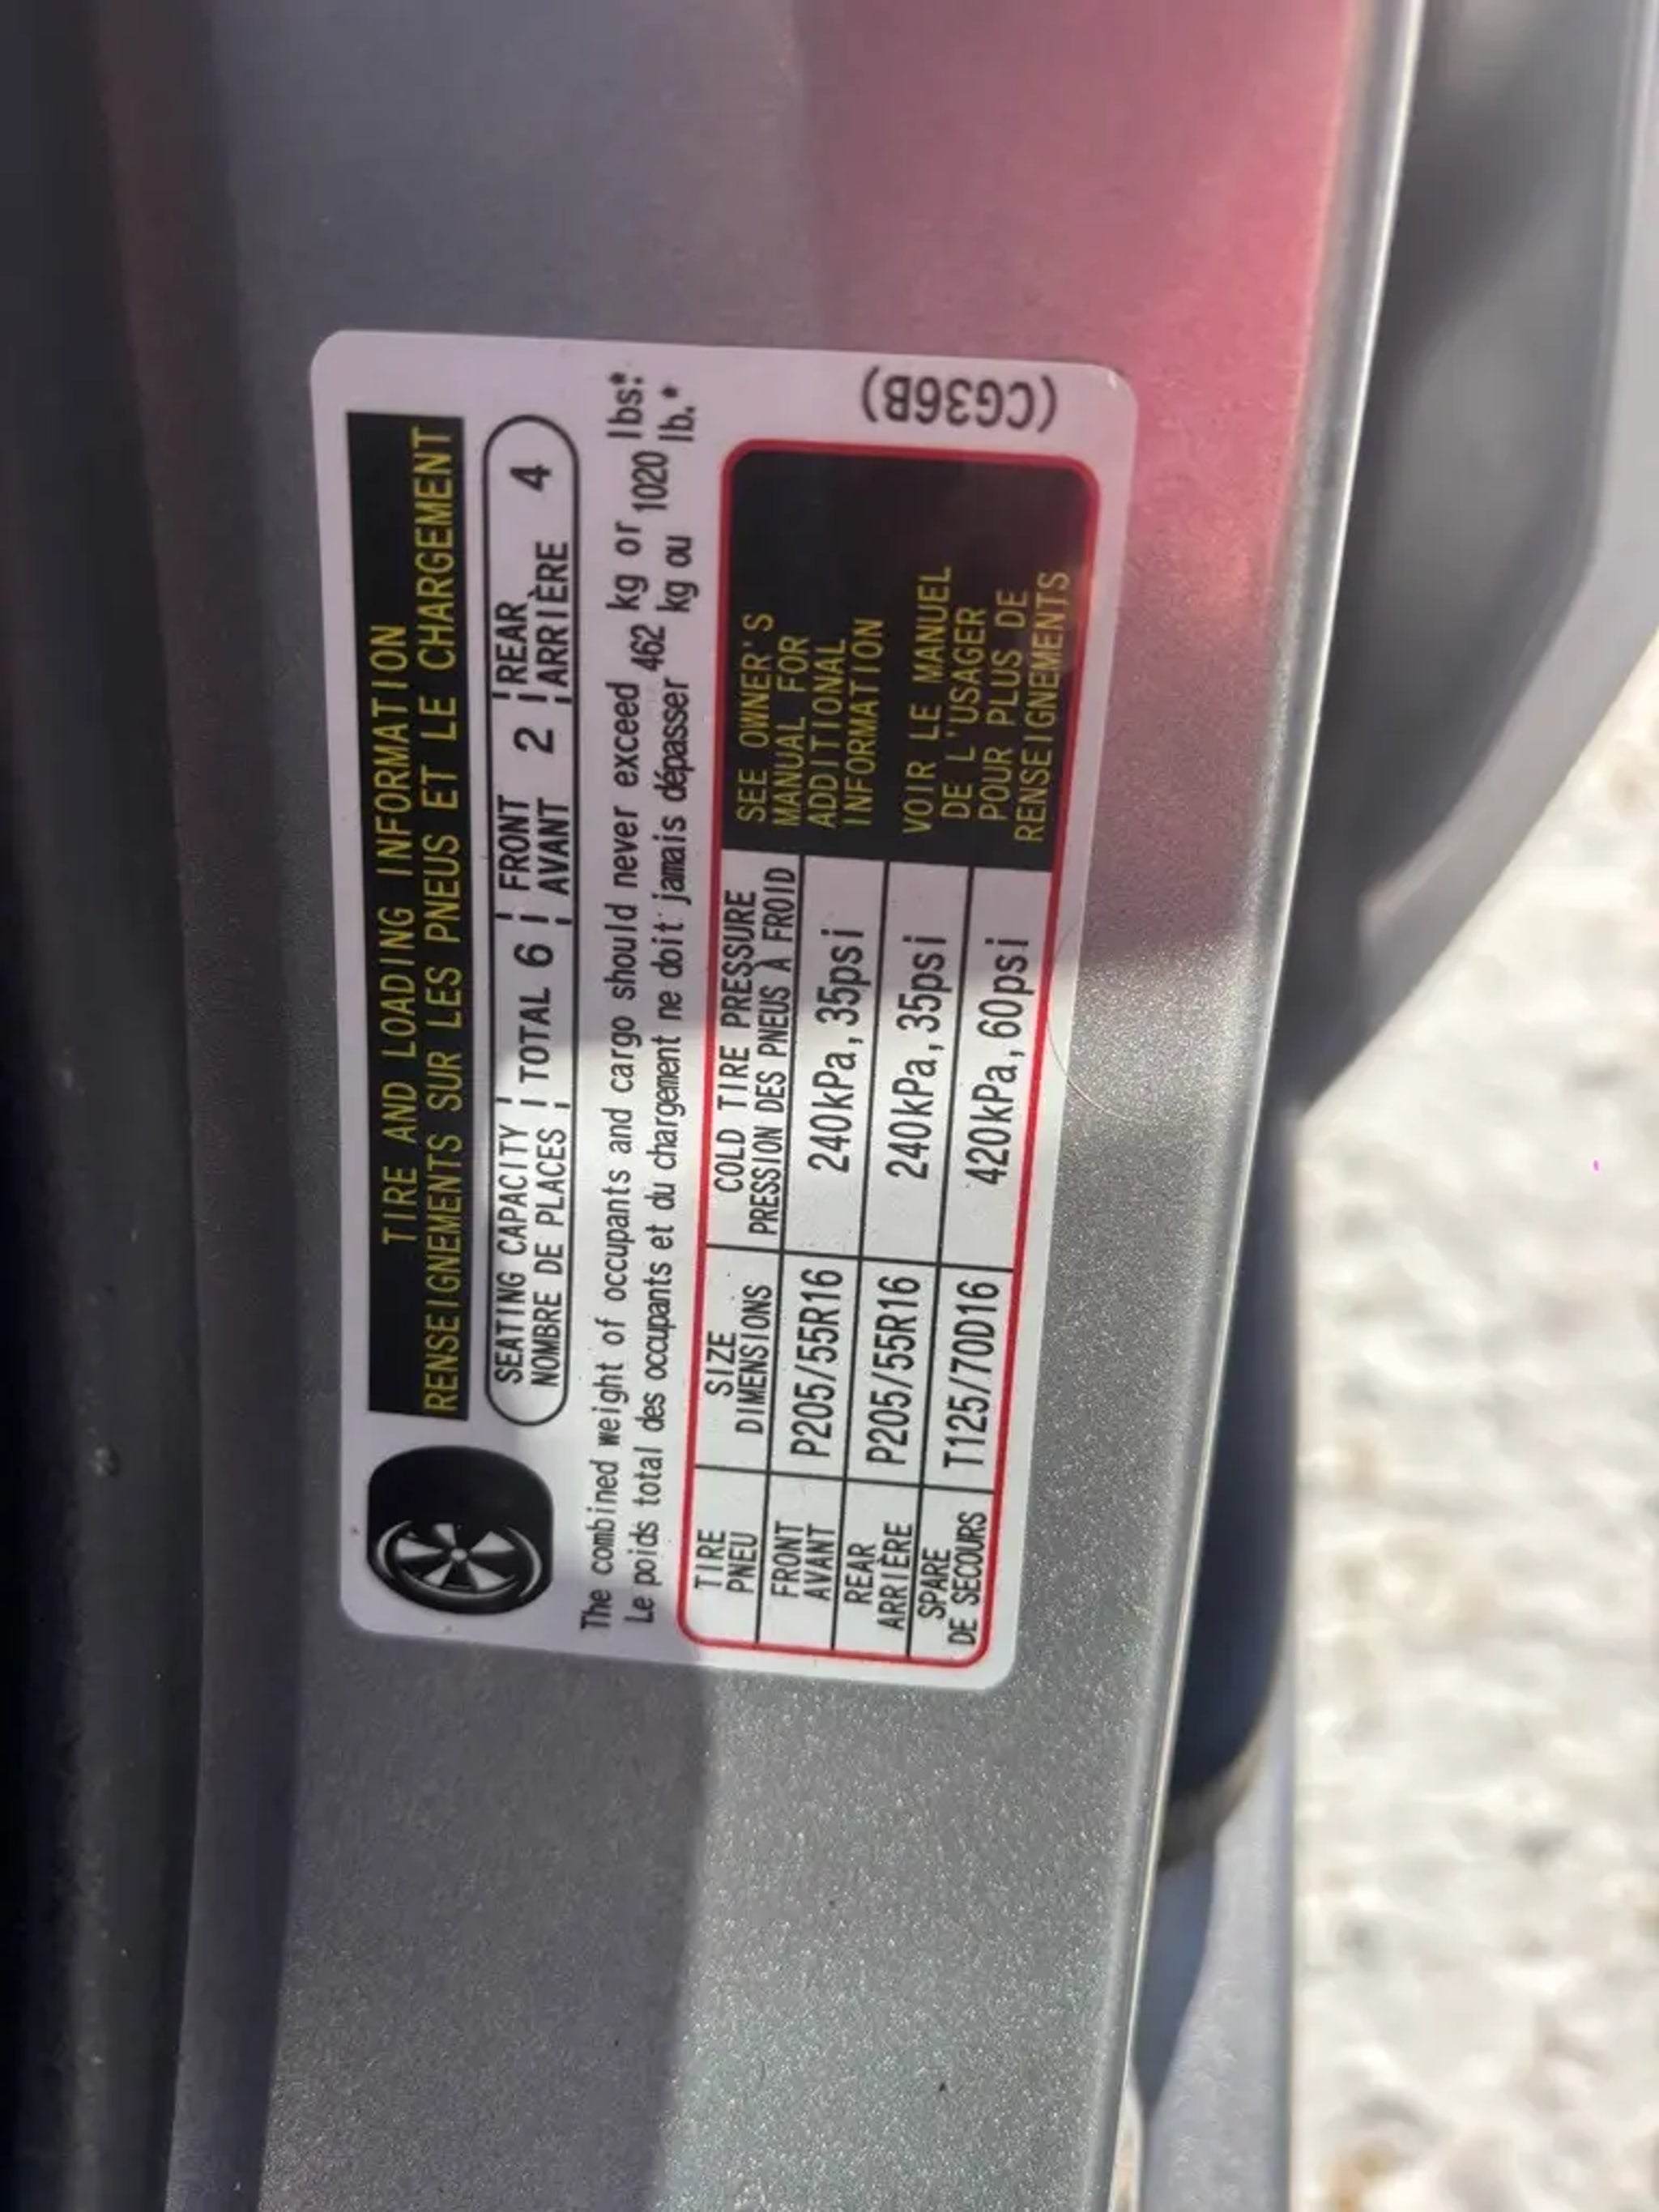 TIRE AND LOADING INFORMATION
RENSEIGNEMENTS SUR LES PNEUS ET LE CHARGEMENT
SEATING CAPACITY TOTAL 6 FRONT 2 REAR 4
NOMBRE DE PLACES AVANT ARRIÈRE
The combined weight of occupants and cargo should never exceed 462 kg or 1020 lbs.*
Le poids total des occupants et du chargement ne doit jamais dépasser kg ou lb.*
TIRE SIZE COLD TIRE PRESSURE
PNEU DIMENSIONS PRESSION DES PNEUS À FROID
FRONT
AVANT P205/55R16 240kPa, 35psi
REAR
ARRIÈRE P205/55R16 240kPa, 35psi
SPARE
DE SECOURS T125/70D16 420kPa, 60psi
SEE OWNER'S
MANUAL FOR
ADDITIONAL
INFORMATION
VOIR LE MANUEL
DE L'USAGER
POUR PLUS DE
RENSEIGNEMENTS
(CG36B)